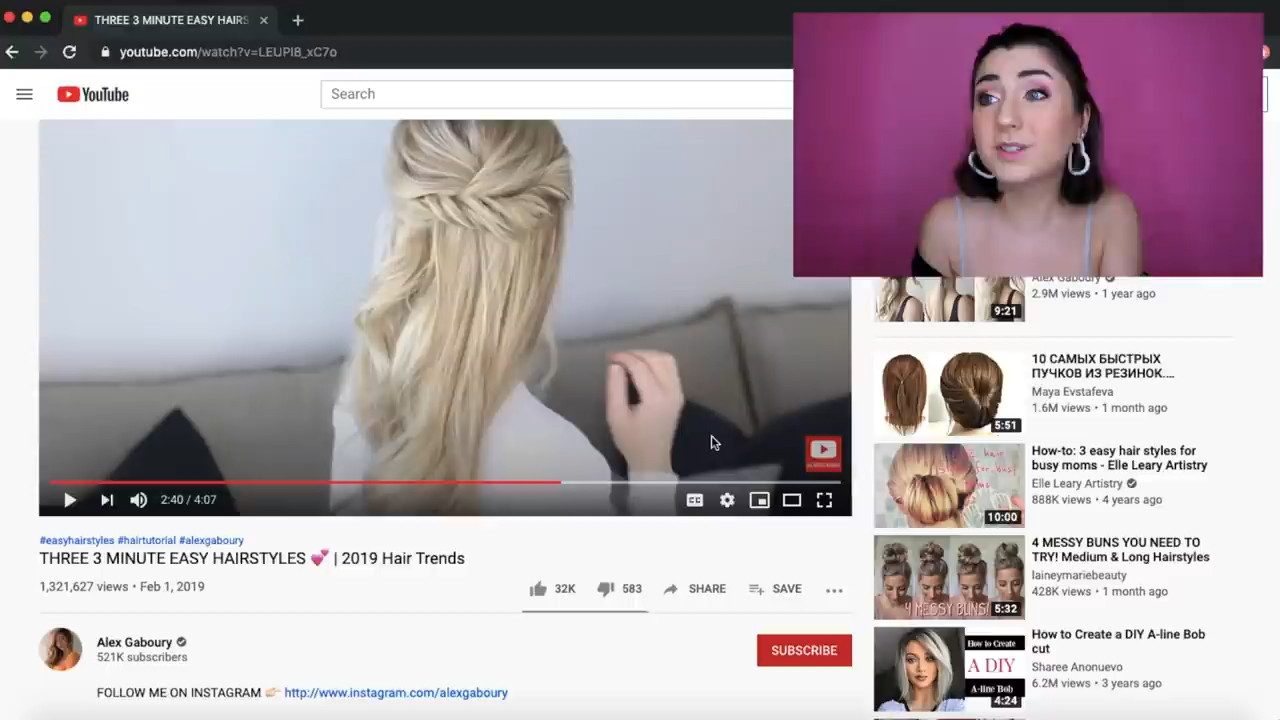 THREE 3 MINUTE EASY HAIRS
youtube.com/watch?v=LEUPl8_xC7o
YouTube
Search
2:40 / 4:07
CC
#easyhairstyles #hairtutorial #alexgaboury
THREE 3 MINUTE EASY HAIRSTYLES 💞 | 2019 Hair Trends
1,321,627 views • Feb 1, 2019
32K
583
SHARE
SAVE
Alex Gaboury
521K subscribers
SUBSCRIBE
FOLLOW ME ON INSTAGRAM 👉🏻 http://www.instagram.com/alexgaboury
Alex Gaboury
2.9M views • 1 year ago
9:21
10 САМЫХ БЫСТРЫХ
ПУЧКОВ ИЗ РЕЗИНОК....
Maya Evstafeva
1.6M views • 1 month ago
5:51
How-to: 3 easy hair styles for
busy moms - Elle Leary Artistry
Elle Leary Artistry
888K views • 4 years ago
10:00
4 MESSY BUNS YOU NEED TO
TRY! Medium & Long Hairstyles
laineymariebeauty
428K views • 1 month ago
4 MESSY BUNS!
5:32
How to Create a DIY A-line Bob
cut
Sharee Anonuevo
6.2M views • 3 years ago
How to Create
A DIY
A-line Bob
4:24